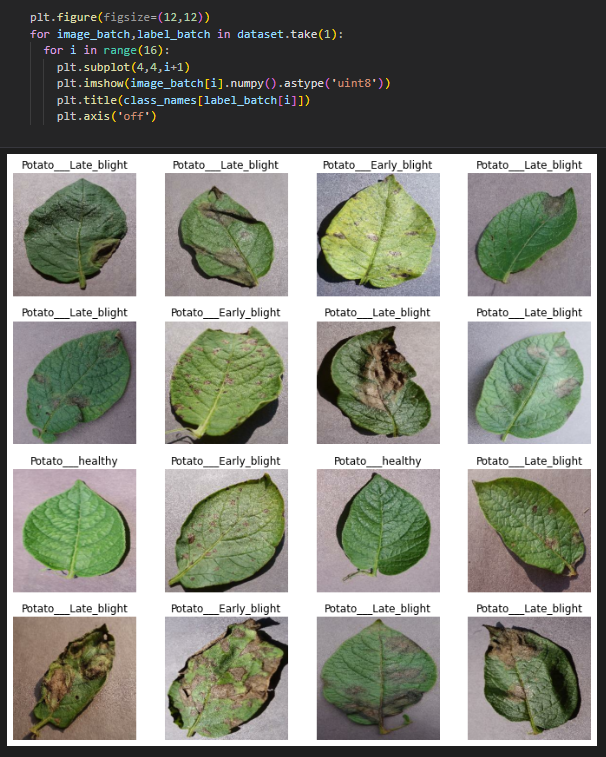 plt.figure(figsize=(12,12))
for image_batch,label_batch in dataset.take(1):
  for i in range(16):
    plt.subplot(4,4,i+1)
    plt.imshow(image_batch[i].numpy().astype('uint8'))
    plt.title(class_names[label_batch[i]])
    plt.axis('off')
Potato___Late_blight Potato___Late_blight Potato___Early_blight Potato___Late_blight
Potato___Late_blight Potato___Early_blight Potato___Late_blight Potato___Late_blight
Potato___healthy Potato___Early_blight Potato___healthy Potato___Late_blight
Potato___Late_blight Potato___Early_blight Potato___Late_blight Potato___Late_blight